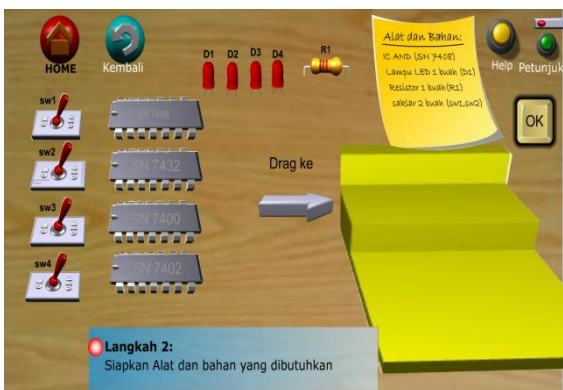 HOME
Kembali
D1 D2 D3 D4
R1
Alat dan Bahan:
IC AND (SN 7408)
Lampu LED 1 buah (D1)
Resistor 1 buah (R1)
saklar 2 buah (sw1,sw2)
Help
Petunjuk
OK
sw1
SN 7408
sw2
SN 7432
Drag ke
sw3
SN 7400
sw4
SN 7402
Langkah 2:
Siapkan Alat dan bahan yang dibutuhkan